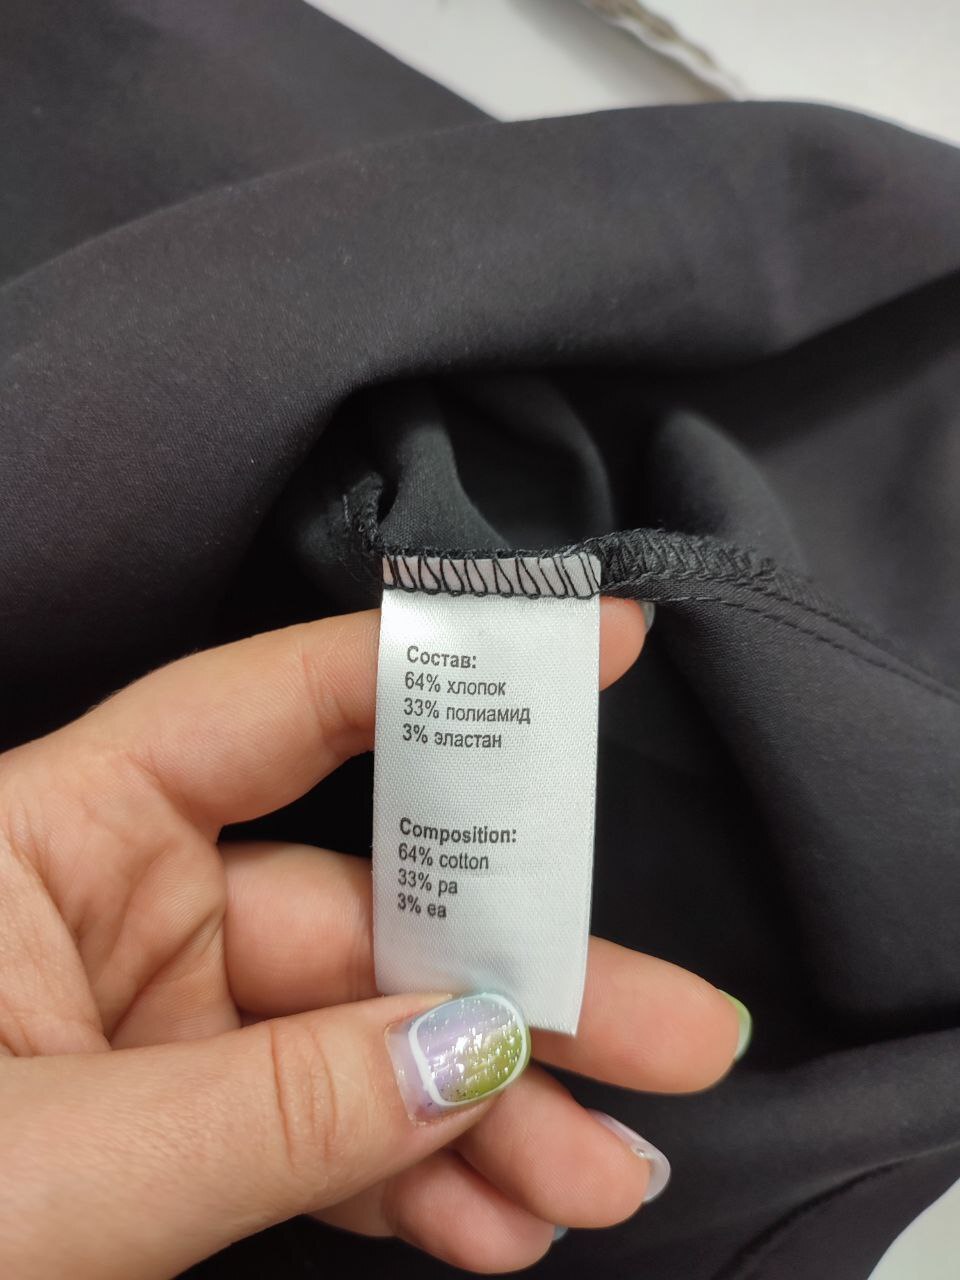 Состав:
64% хлопок
33% полиамид
3% эластан
Composition:
64% cotton
33% pa
3% ea